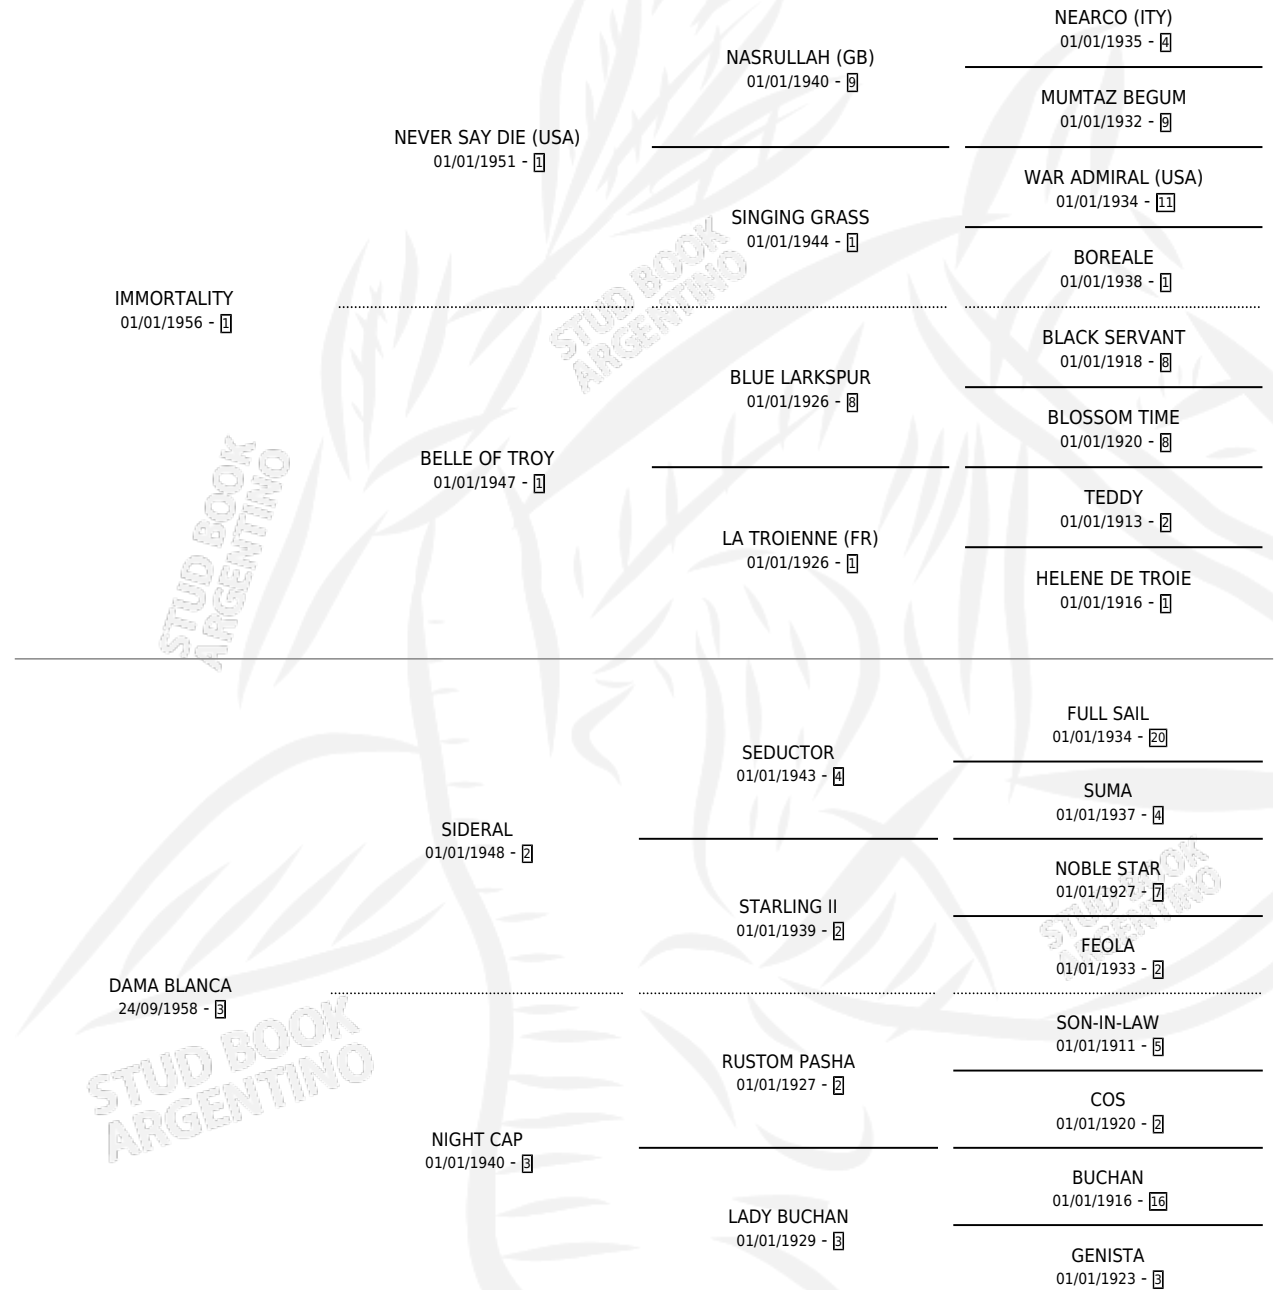 NEARCO (ITY)
01/01/1935 - 4
NASRULLAH (GB)
01/01/1940 - 9
MUMTAZ BEGUM
01/01/1932 - 9
NEVER SAY DIE (USA)
01/01/1951 - 1
WAR ADMIRAL (USA)
01/01/1934 - 11
SINGING GRASS
01/01/1944 - 1
BOREALE
01/01/1938 - 1
IMMORTALITY
01/01/1956 - 1
STUD BOOK
ARGENTINO
BLACK SERVANT
01/01/1918 - 8
BLUE LARKSPUR
01/01/1926 - 8
BLOSSOM TIME
01/01/1920 - 8
BELLE OF TROY
01/01/1947 - 1
TEDDY
01/01/1913 - 2
LA TROIENNE (FR)
01/01/1926 - 1
HELENE DE TROIE
01/01/1916 - 1
STUD BOOK
ARGENTINO
FULL SAIL
01/01/1934 - 20
SEDUCTOR
01/01/1943 - 4
SUMA
01/01/1937 - 4
SIDERAL
01/01/1948 - 2
NOBLE STAR
01/01/1927 - 7
STARLING II
01/01/1939 - 2
FEOLA
01/01/1933 - 2
STUD BOOK
ARGENTINO
DAMA BLANCA
24/09/1958 - 3
SON-IN-LAW
01/01/1911 - 5
RUSTOM PASHA
01/01/1927 - 2
COS
01/01/1920 - 2
STUD BOOK
ARGENTINO
NIGHT CAP
01/01/1940 - 3
BUCHAN
01/01/1916 - 16
LADY BUCHAN
01/01/1929 - 3
GENISTA
01/01/1923 - 3